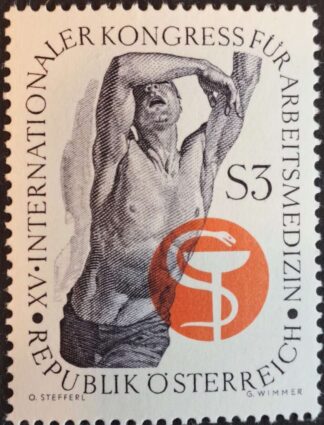 XV · INTERNATIONALER KONGRESS FÜR ARBEITSMEDIZIN ·
S3
REPUBLIK ÖSTERREICH
O. STEFFERL
G. WIMMER